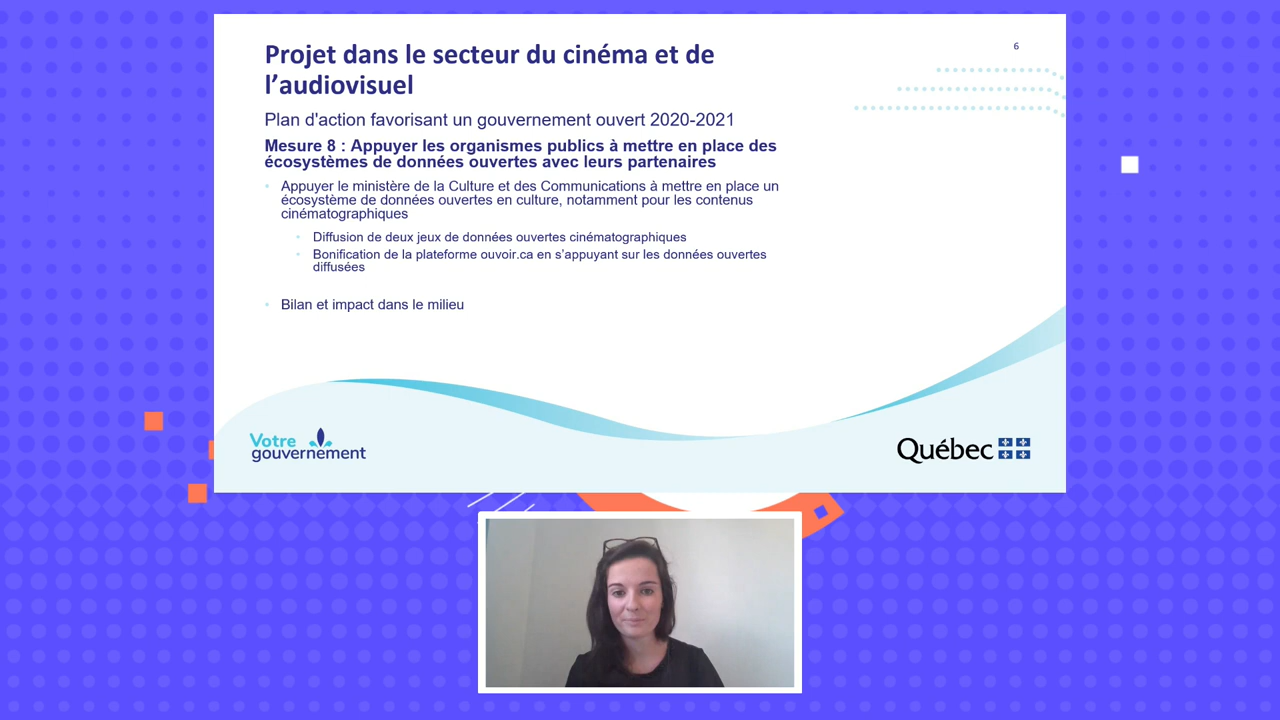 Projet dans le secteur du cinéma et de
l’audiovisuel
6
Plan d'action favorisant un gouvernement ouvert 2020-2021
Mesure 8 : Appuyer les organismes publics à mettre en place des
écosystèmes de données ouvertes avec leurs partenaires
• Appuyer le ministère de la Culture et des Communications à mettre en place un
écosystème de données ouvertes en culture, notamment pour les contenus
cinématographiques
• Diffusion de deux jeux de données ouvertes cinématographiques
• Bonification de la plateforme ouvoir.ca en s’appuyant sur les données ouvertes
diffusées
• Bilan et impact dans le milieu
Votre
gouvernement
Québec